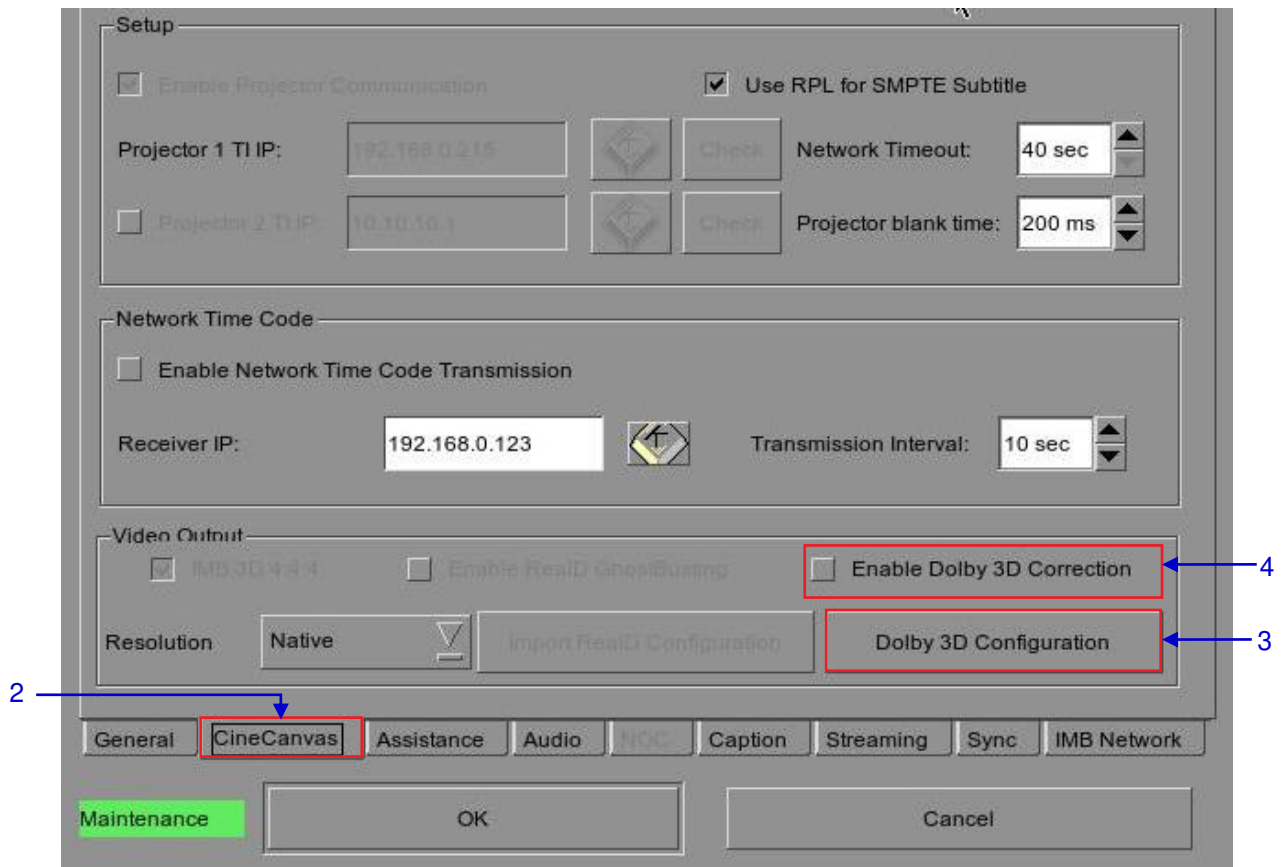 Setup
Enable Projector Communication
Use RPL for SMPTE Subtitle
Projector 1 TI IP:
192.168.0.215
Check
Network Timeout:
40 sec
Projector 2 TI IP:
10.10.10.1
Check
Projector blank time:
200 ms
Network Time Code
Enable Network Time Code Transmission
Receiver IP:
192.168.0.123
Transmission Interval:
10 sec
Video Output
IMB 3D 4:4:4
Enable RealD GhostBusting
Enable Dolby 3D Correction
4
Resolution
Native
Import RealD Configuration
Dolby 3D Configuration
3
2
General
CineCanvas
Assistance
Audio
NOC
Caption
Streaming
Sync
IMB Network
Maintenance
OK
Cancel